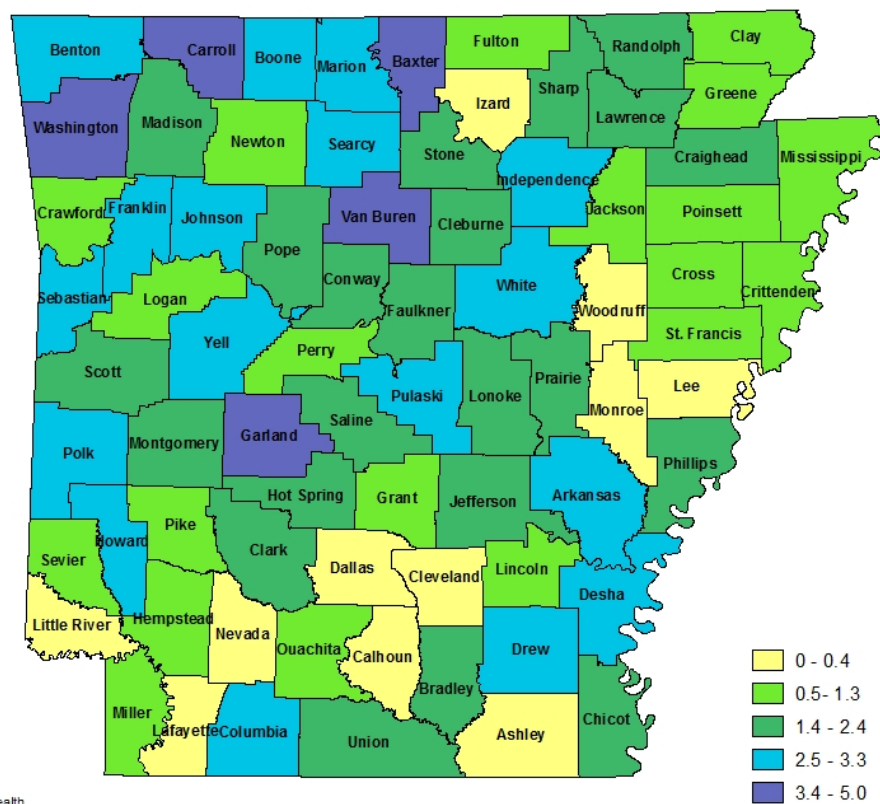 Benton
Carroll
Boone
Marion
Baxter
Fulton
Randolph
Clay
Izard
Sharp
Greene
Washington
Madison
Newton
Searcy
Stone
Lawrence
Craighead
Mississippi
Independence
Crawford
Franklin
Johnson
Pope
Van Buren
Cleburne
Jackson
Poinsett
Sebastian
Logan
Conway
Faulkner
White
Woodruff
Cross
Crittenden
Yell
Perry
St. Francis
Scott
Pulaski
Lonoke
Prairie
Monroe
Lee
Polk
Montgomery
Garland
Saline
Phillips
Hot Spring
Grant
Jefferson
Arkansas
Howard
Pike
Clark
Sevier
Dallas
Cleveland
Lincoln
Desha
Little River
Hempstead
Nevada
Ouachita
Calhoun
Drew
Bradley
Miller
Lafayette
Columbia
Union
Ashley
Chicot
0 - 0.4
0.5- 1.3
1.4 - 2.4
2.5 - 3.3
3.4 - 5.0